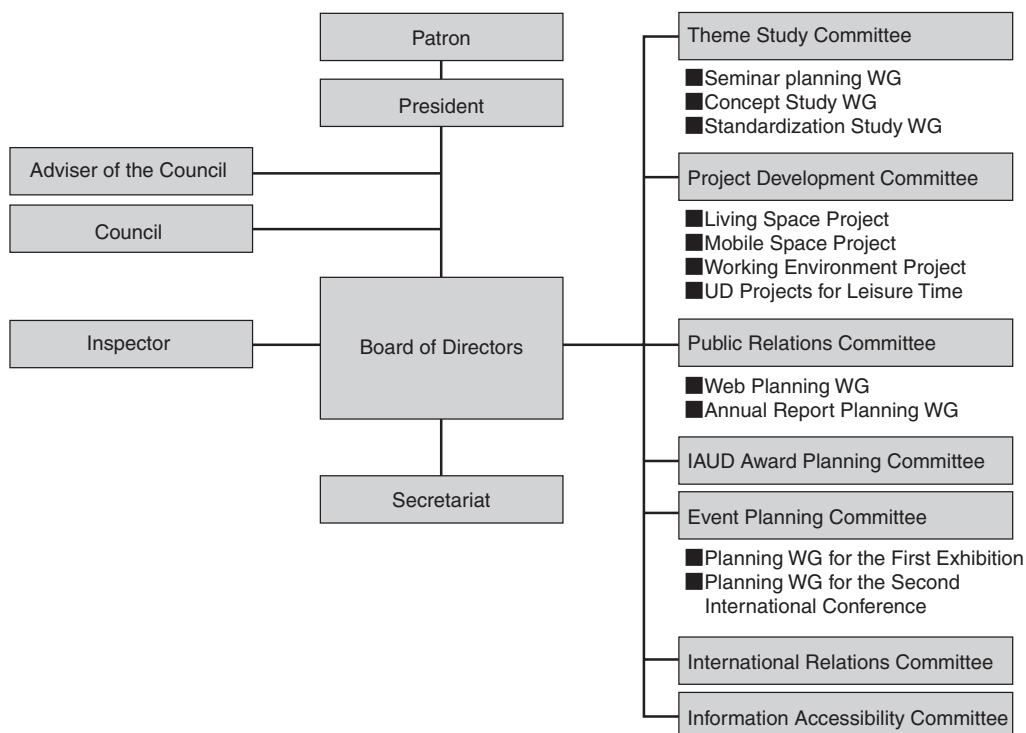 Patron
President
Adviser of the Council
Council
Inspector
Board of Directors
Secretariat
Theme Study Committee
■Seminar planning WG
■Concept Study WG
■Standardization Study WG
Project Development Committee
■Living Space Project
■Mobile Space Project
■Working Environment Project
■UD Projects for Leisure Time
Public Relations Committee
■Web Planning WG
■Annual Report Planning WG
IAUD Award Planning Committee
Event Planning Committee
■Planning WG for the First Exhibition
■Planning WG for the Second
International Conference
International Relations Committee
Information Accessibility Committee